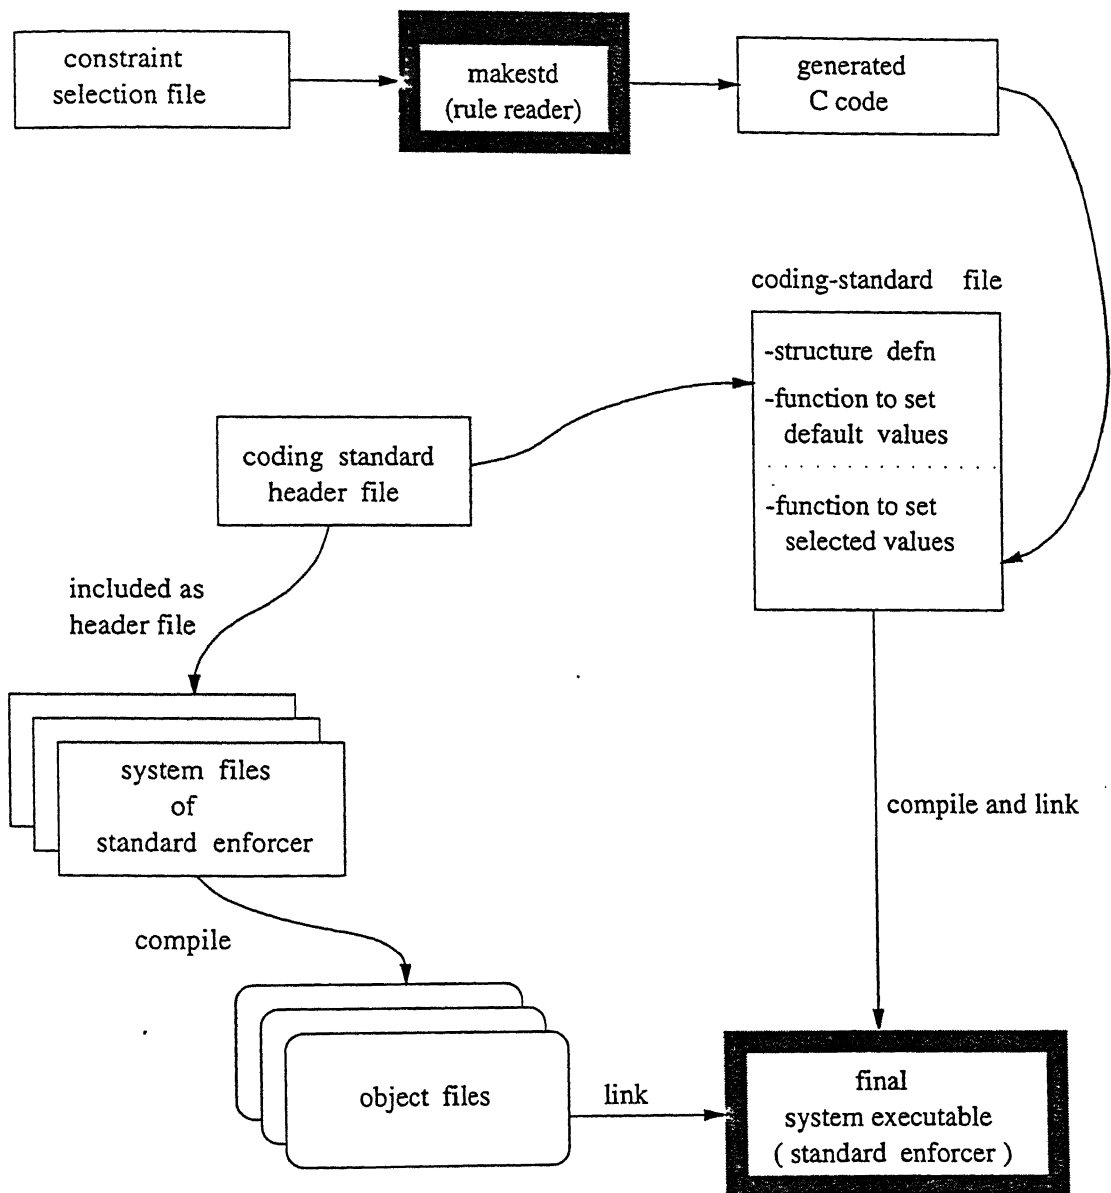 constraint
selection file
makestd
(rule reader)
generated
C code
coding-standard file
-structure defn
-function to set
default values
-function to set
selected values
coding standard
header file
included as
header file
system files
of
standard enforcer
compile and link
compile
object files
link
final
system executable
( standard enforcer )